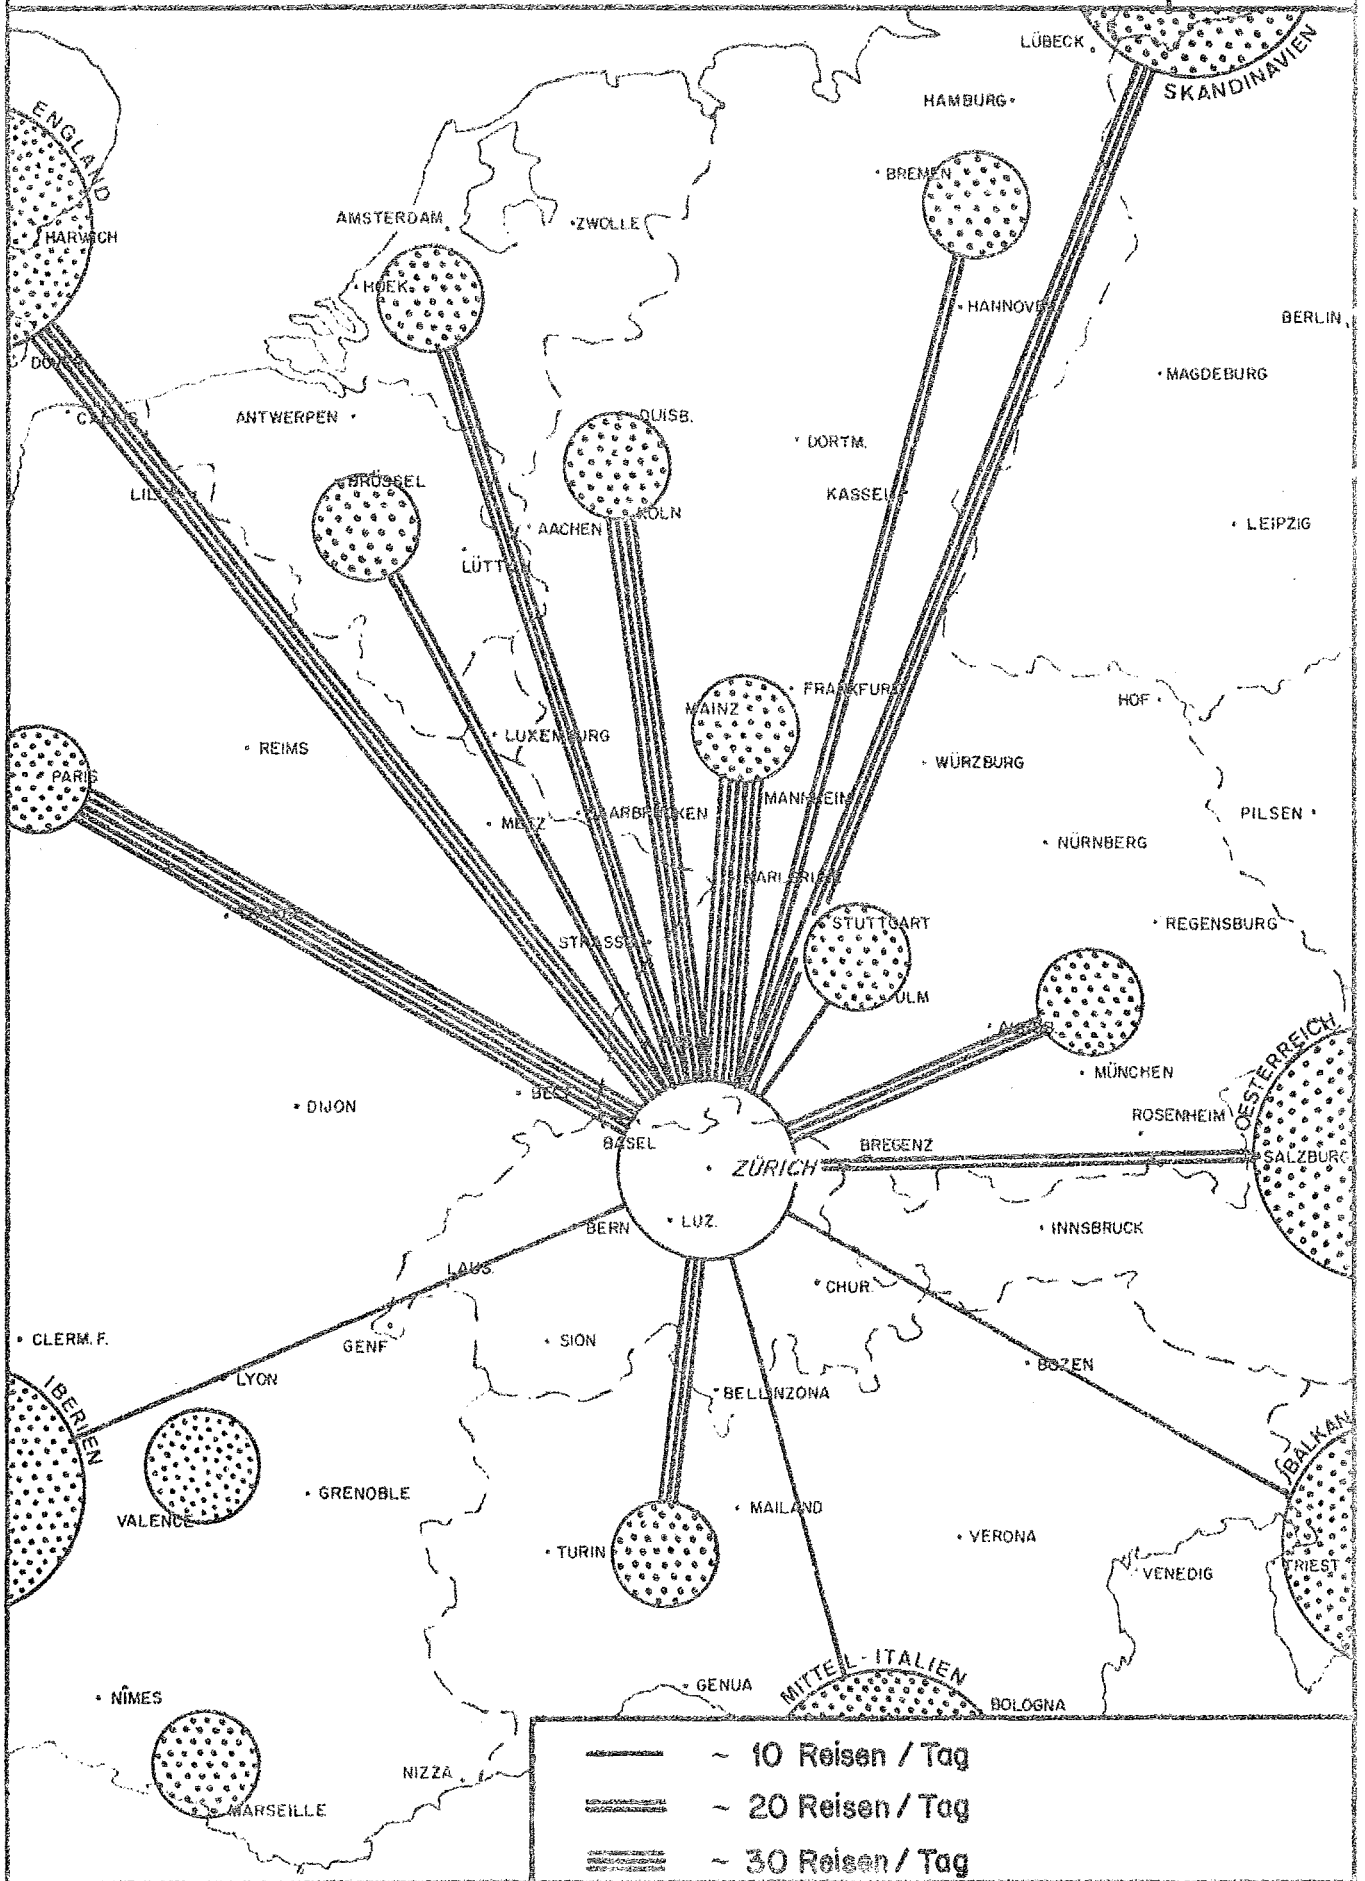 LÜBECK
SKANDINAVIEN
HAMBURG
ENGLAND
BREMEN
AMSTERDAM
ZWOLLE
HARWICH
HOEK
HANNOVE
BERLIN
MAGDEBURG
ANTWERPEN
DUISB.
DORTM.
BRÜSSEL
KASSEL
KÖLN
AACHEN
LEIPZIG
FRANKFURT
MAINZ
HOF
LUXEMBURG
REIMS
WÜRZBURG
PARIS
MANNHEIM
METZ
PILSEN
NÜRNBERG
STUTTGART
REGENSBURG
ULM
OESTERREICH
MÜNCHEN
DIJON
ROSENHEIM
BASEL
BREGENZ
SALZBURG
ZÜRICH
LUZ.
BERN
INNSBRUCK
LAUS.
CHUR.
CLERM. F.
GENF
SION
BOZEN
LYON
IBERIEN
BELLINZONA
BALKAN
GRENOBLE
VALENCE
MAILAND
VERONA
TURIN
VENEDIG
TRIEST
MITTEL-ITALIEN
GENUA
BOLOGNA
NÎMES
NIZZA
MARSEILLE
~ 10 Reisen / Tag
~ 20 Reisen / Tag
~ 30 Reisen / Tag